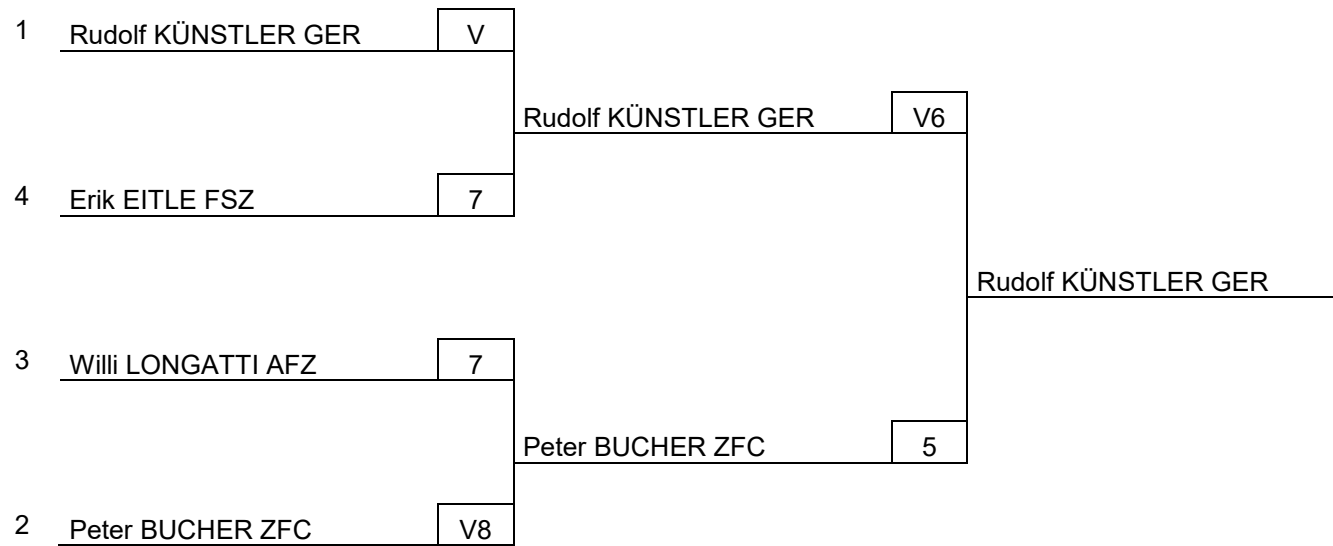 1 Rudolf KÜNSTLER GER V
Rudolf KÜNSTLER GER V6
4 Erik EITLE FSZ 7
Rudolf KÜNSTLER GER
3 Willi LONGATTI AFZ 7
Peter BUCHER ZFC 5
2 Peter BUCHER ZFC V8